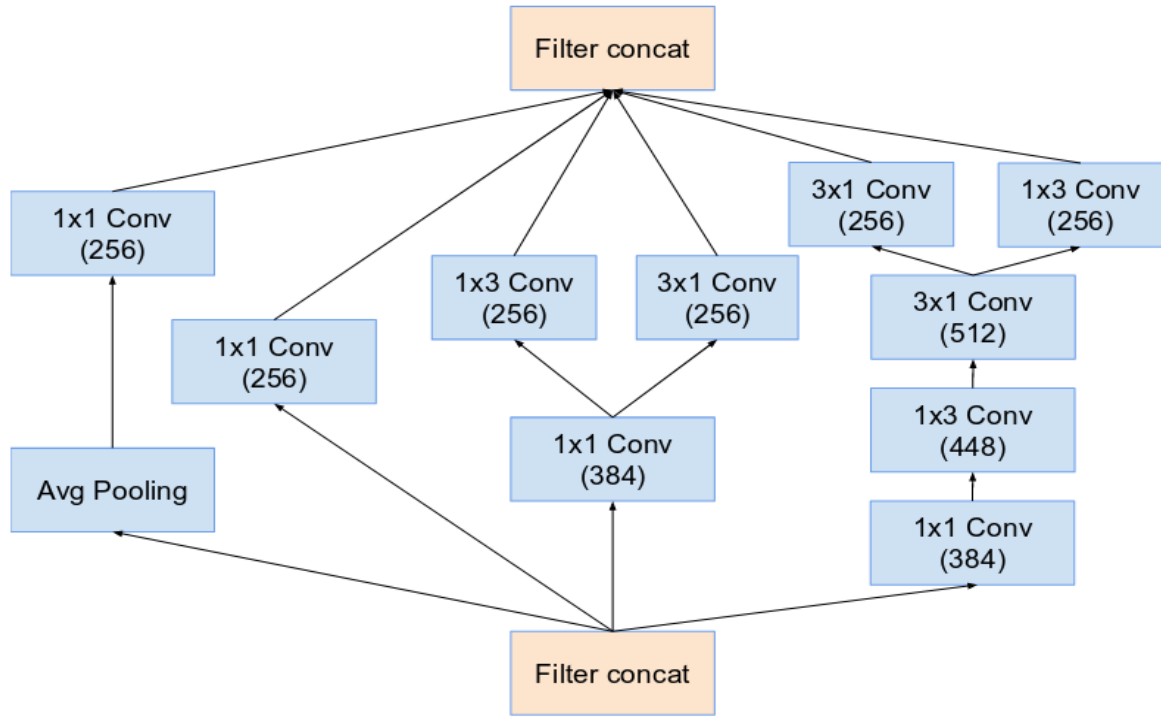 Filter concat
3x1 Conv
(256)
1x3 Conv
(256)
1x1 Conv
(256)
1x3 Conv
(256)
3x1 Conv
(256)
3x1 Conv
(512)
1x1 Conv
(256)
1x3 Conv
(448)
1x1 Conv
(384)
Avg Pooling
1x1 Conv
(384)
Filter concat